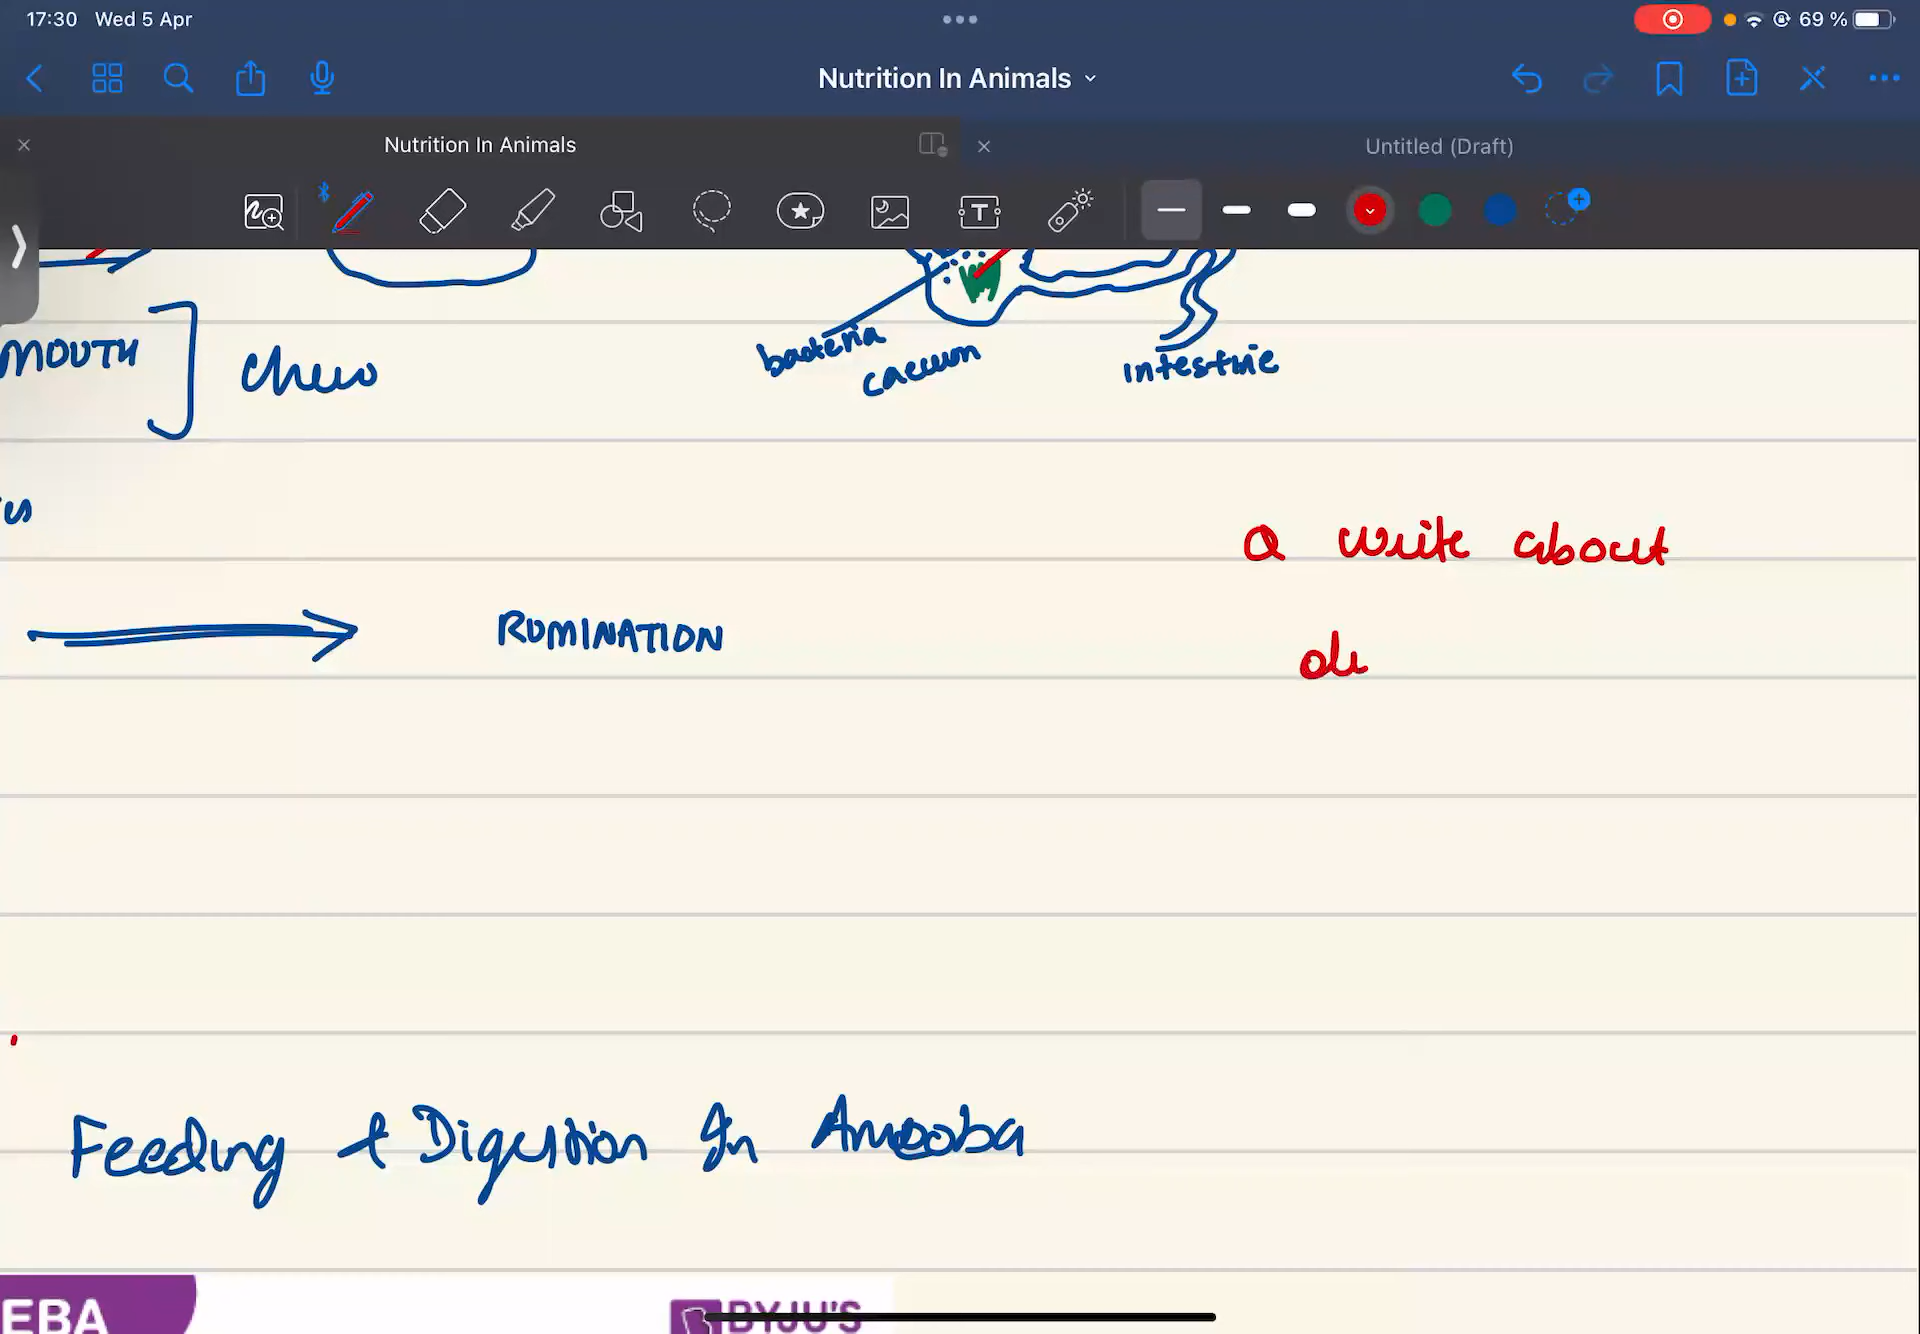 17:30 Wed 5 Apr
69 %
Nutrition In Animals
Nutrition In Animals
Untitled (Draft)
MOUTH
Chew
bacteria
caecum
intestine
Q write about
RUMINATION
Feeding & Digestion In Amoeba
EBA
BYJU'S